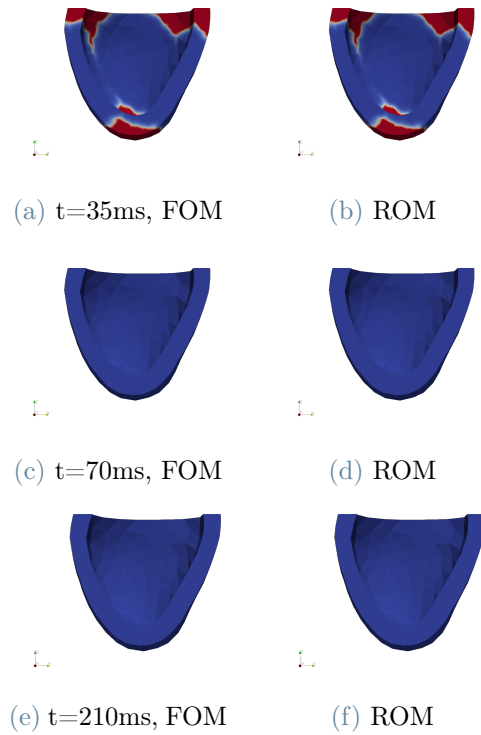 (a) t=35ms, FOM
(b) ROM
(c) t=70ms, FOM
(d) ROM
(e) t=210ms, FOM
(f) ROM